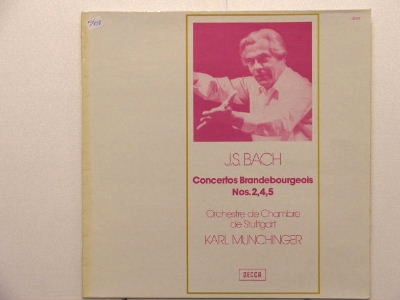 J.S. BACH
Concertos Brandebourgeois
Nos. 2,4,5
Orchestre de Chambre
de Stuttgart
KARL MÜNCHINGER
DECCA